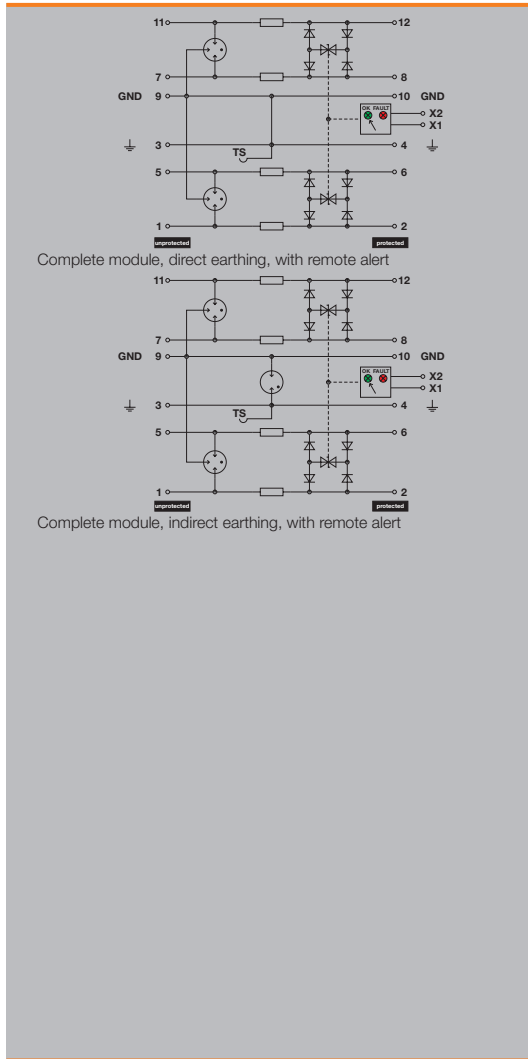 11 12
7 8
GND 9 10 GND
OK FAULT
X2
X1
3 4
TS
5 6
1 2
unprotected protected
Complete module, direct earthing, with remote alert
11 12
7 8
GND 9 10 GND
OK FAULT
X2
X1
3 4
TS
5 6
1 2
unprotected protected
Complete module, indirect earthing, with remote alert